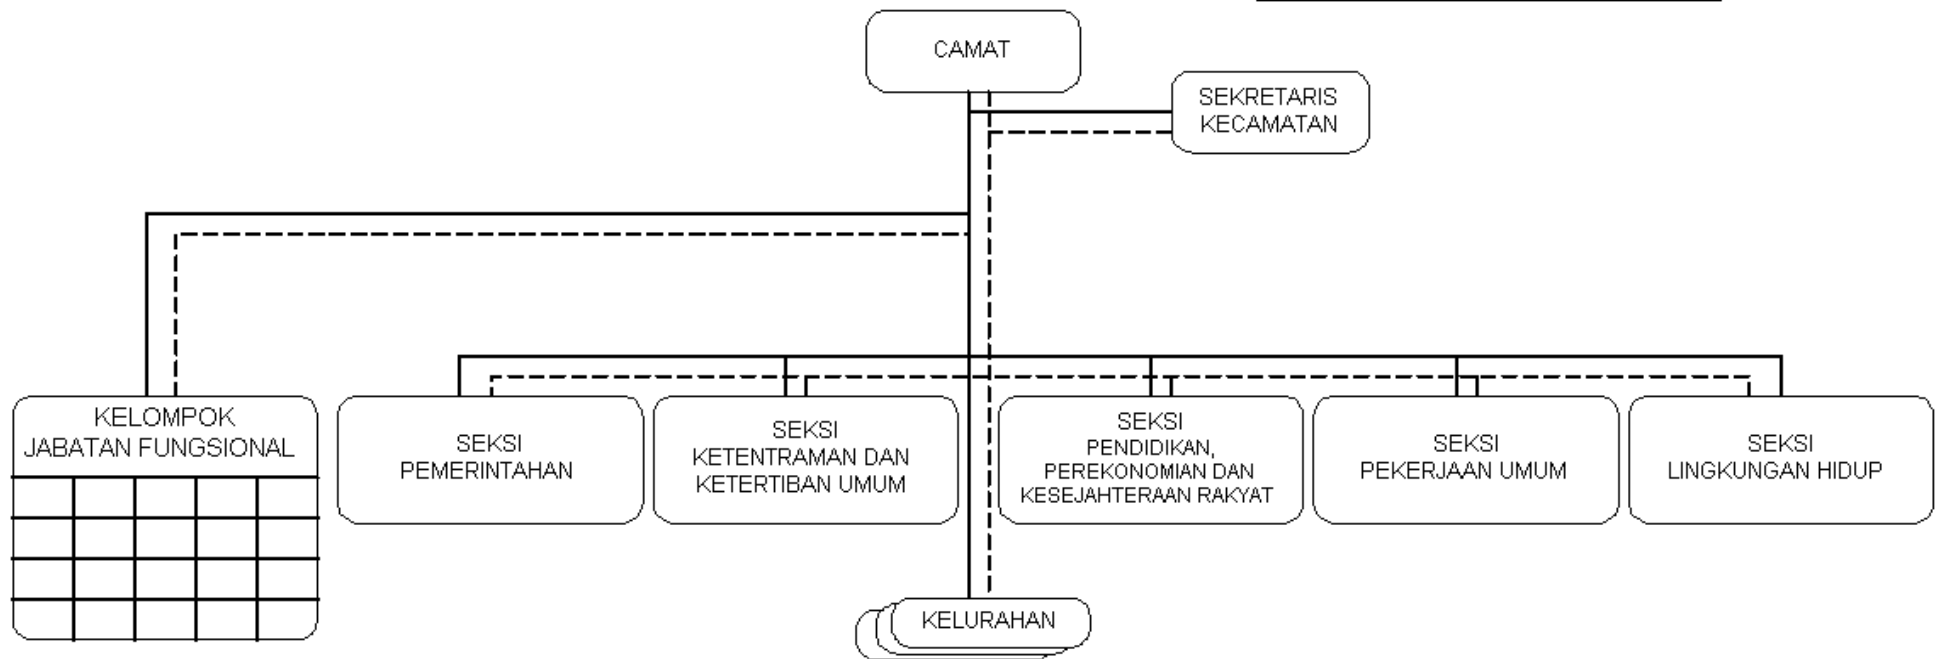 CAMAT
SEKRETARIS
KECAMATAN
KELOMPOK
JABATAN FUNGSIONAL
SEKSI
PEMERINTAHAN
SEKSI
KETENTRAMAN DAN
KETERTIBAN UMUM
SEKSI
PENDIDIKAN,
PEREKONOMIAN DAN
KESEJAHTERAAN RAKYAT
SEKSI
PEKERJAAN UMUM
SEKSI
LINGKUNGAN HIDUP
KELURAHAN